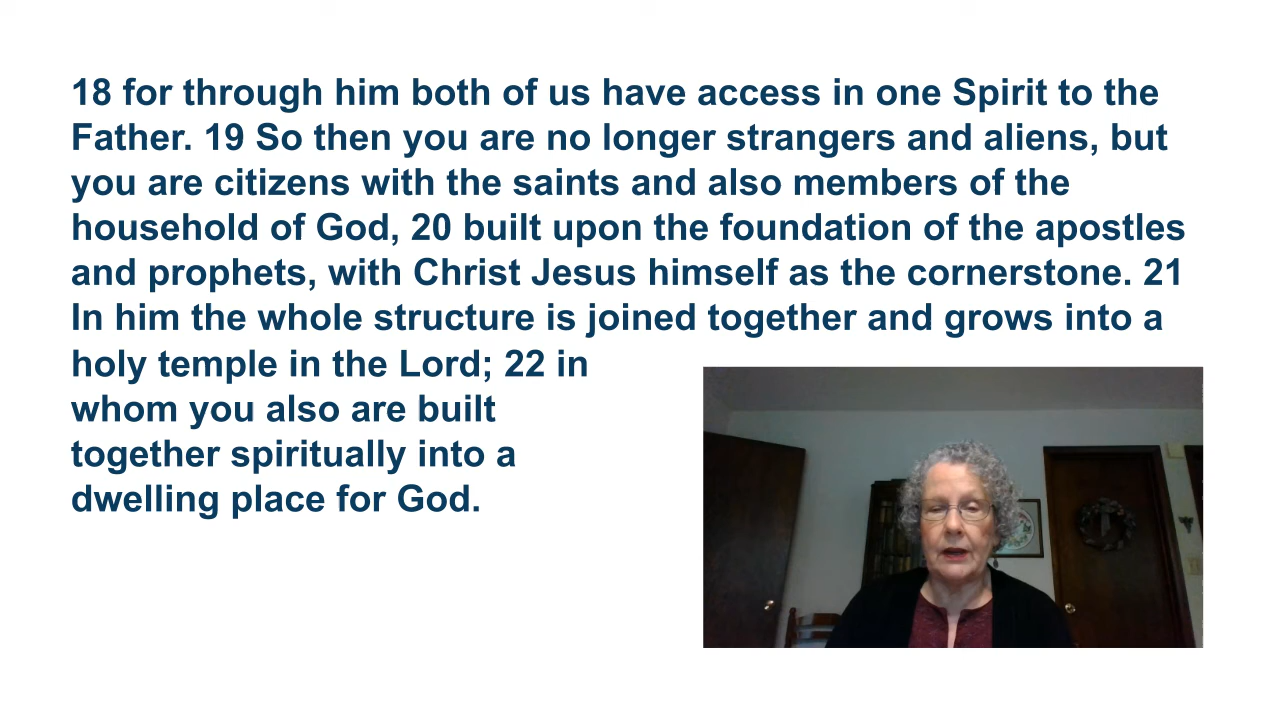 18 for through him both of us have access in one Spirit to the
Father. 19 So then you are no longer strangers and aliens, but
you are citizens with the saints and also members of the
household of God, 20 built upon the foundation of the apostles
and prophets, with Christ Jesus himself as the cornerstone. 21
In him the whole structure is joined together and grows into a
holy temple in the Lord; 22 in
whom you also are built
together spiritually into a
dwelling place for God.